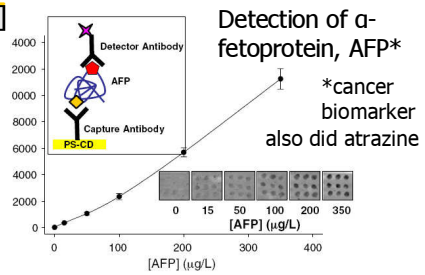 Detection of α-
fetoprotein, AFP*
*cancer
biomarker
also did atrazine
Detector Antibody
AFP
Capture Antibody
PS-CD
4000
2000
0000
8000
6000
4000
2000
0
0 15 50 100 200 350
[AFP] (µg/L)
0 100 200 300 400
[AFP] (µg/L)